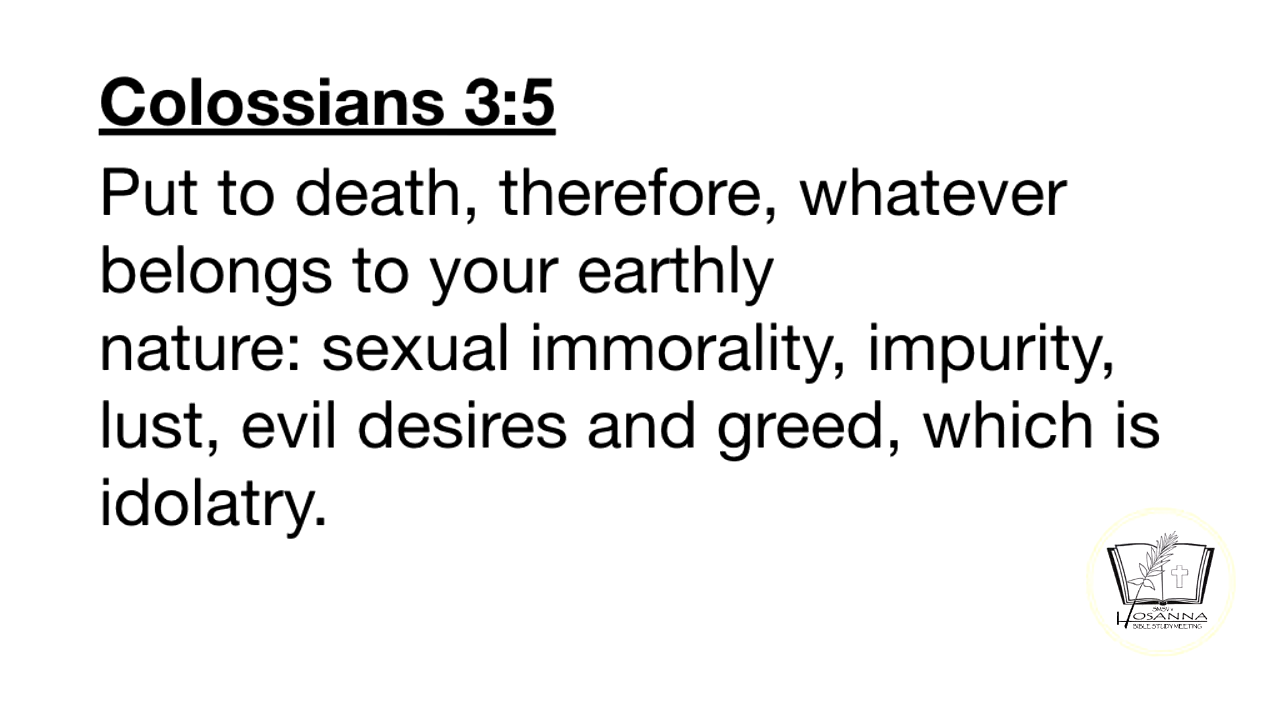 Colossians 3:5
Put to death, therefore, whatever
belongs to your earthly
nature: sexual immorality, impurity,
lust, evil desires and greed, which is
idolatry.
SMSV's
HOSANNA
BIBLE STUDY MEETING